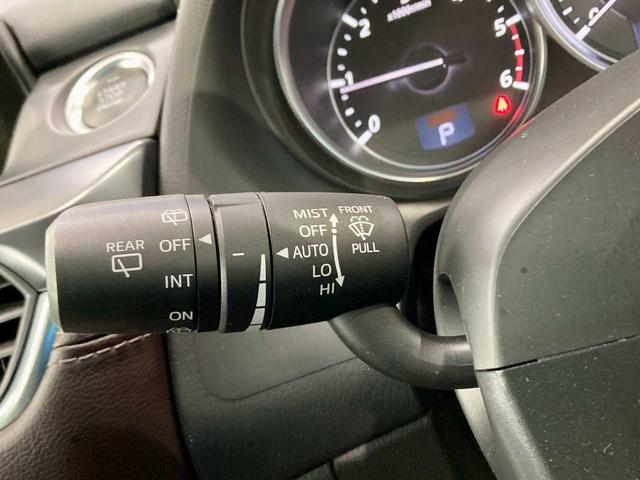 START
STOP
x1000r/min
2
1
0
5
6
P
REAR
OFF
INT
ON
MIST
FRONT
OFF
AUTO
PULL
LO
HI